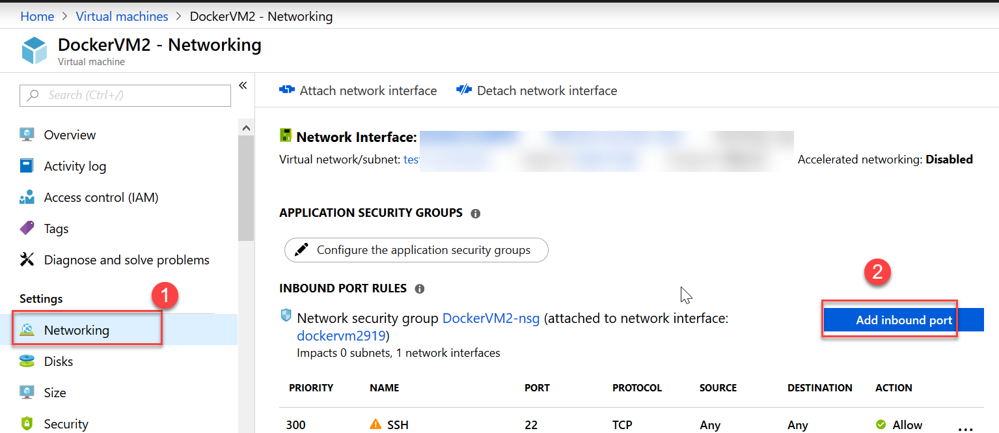 Home > Virtual machines > DockerVM2 - Networking
DockerVM2 - Networking
Virtual machine
Search (Ctrl+/)
«
Overview
Activity log
Access control (IAM)
Tags
Diagnose and solve problems
Settings
1
Networking
Disks
Size
Security
Attach network interface Detach network interface
Network Interface:
Virtual network/subnet: Accelerated networking: Disabled
APPLICATION SECURITY GROUPS
Configure the application security groups
INBOUND PORT RULES
2
Network security group DockerVM2-nsg (attached to network interface:
dockervm2919)
Impacts 0 subnets, 1 network interfaces
Add inbound port
PRIORITY NAME PORT PROTOCOL SOURCE DESTINATION ACTION
300 SSH 22 TCP Any Any Allow ...